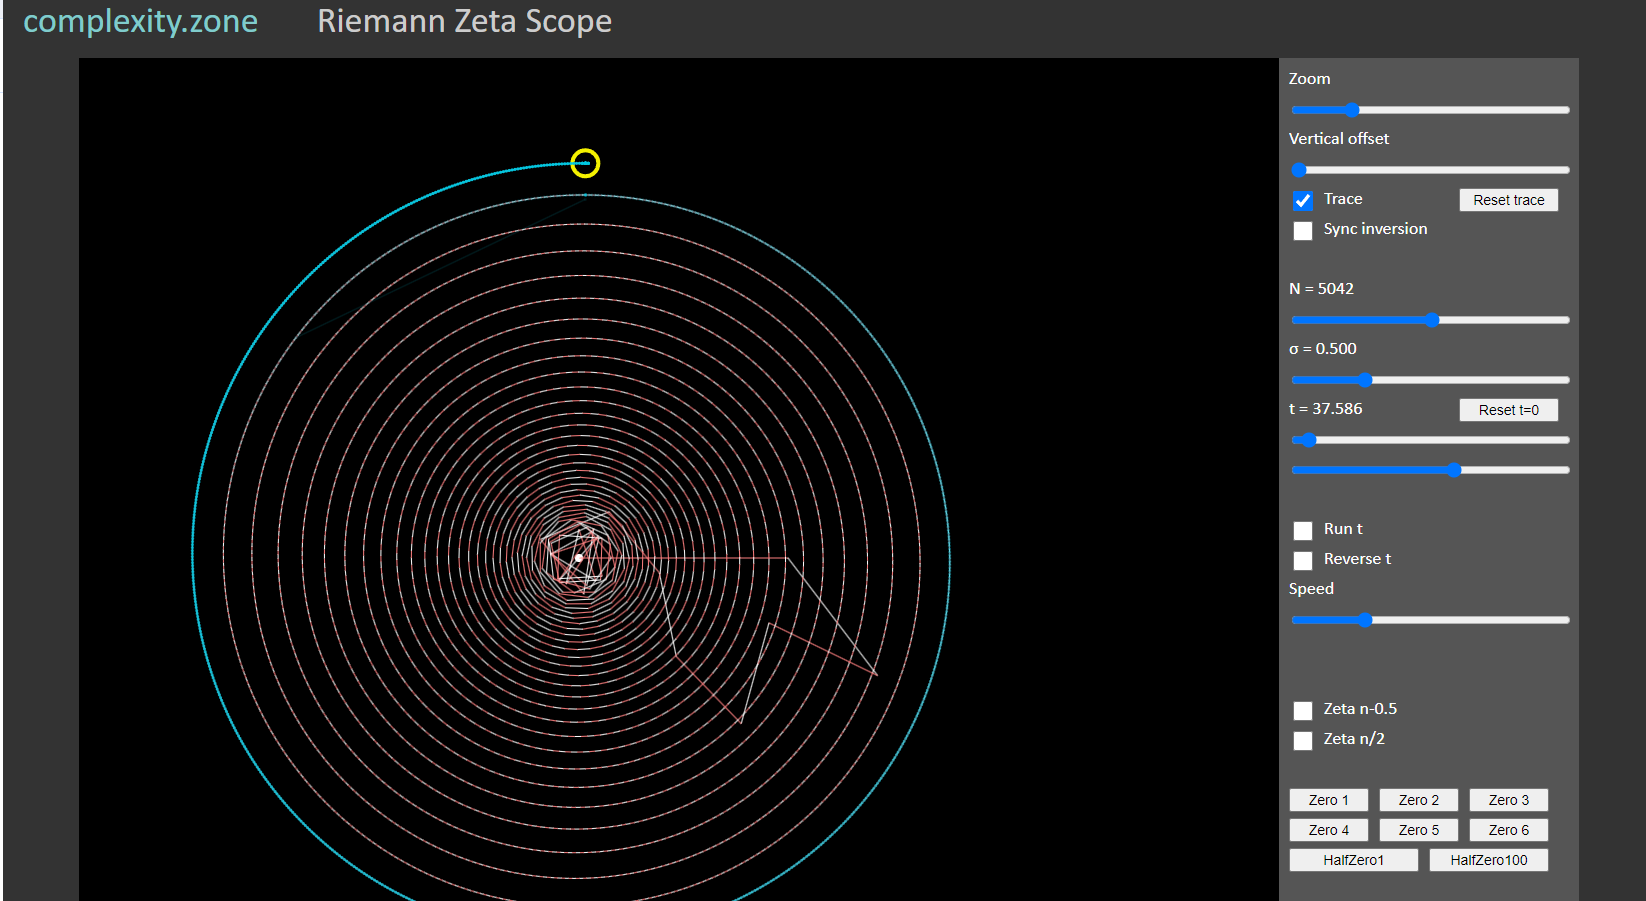 complexity.zone Riemann Zeta Scope
Zoom
Vertical offset
Trace Reset trace
Sync inversion
N = 5042
σ = 0.500
t = 37.586 Reset t=0
Run t
Reverse t
Speed
Zeta n-0.5
Zeta n/2
Zero 1 Zero 2 Zero 3
Zero 4 Zero 5 Zero 6
HalfZero1 HalfZero100